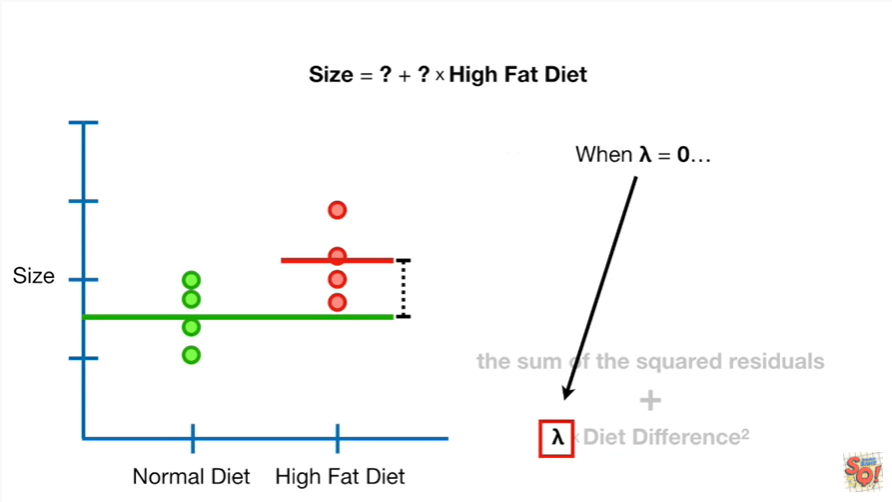 Size = ? + ? x High Fat Diet
When λ = 0...
Size
the sum of the squared residuals
+
λ × Diet Difference²
Normal Diet High Fat Diet
SQ!